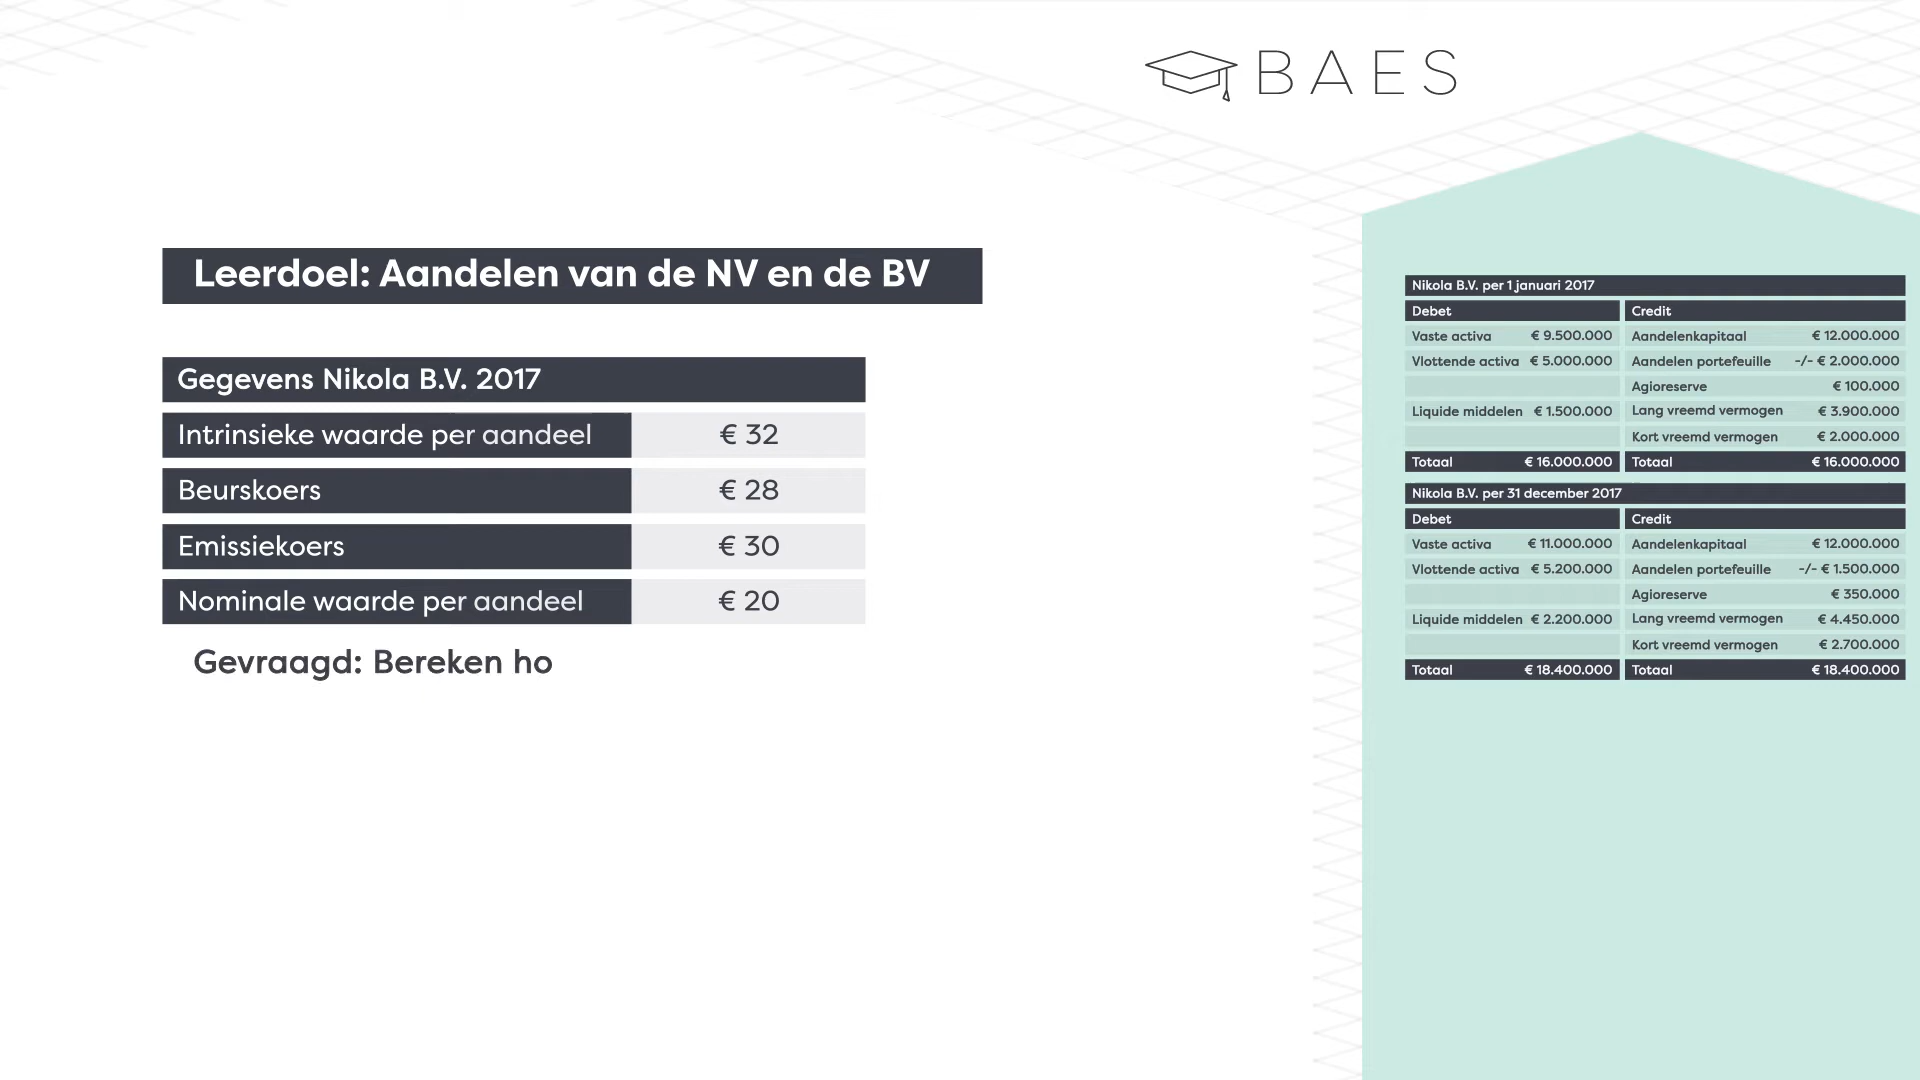 BAES
Leerdoel: Aandelen van de NV en de BV
Gegevens Nikola B.V. 2017
Intrinsieke waarde per aandeel € 32
Beurskoers € 28
Emissiekoers € 30
Nominale waarde per aandeel € 20
Gevraagd: Bereken ho
Nikola B.V. per 1 januari 2017
Debet Credit
Vaste activa € 9.500.000 Aandelenkapitaal € 12.000.000
Vlottende activa € 5.000.000 Aandelen portefeuille -/- € 2.000.000
Agioreserve € 100.000
Liquide middelen € 1.500.000 Lang vreemd vermogen € 3.900.000
Kort vreemd vermogen € 2.000.000
Totaal € 16.000.000 Totaal € 16.000.000
Nikola B.V. per 31 december 2017
Debet Credit
Vaste activa € 11.000.000 Aandelenkapitaal € 12.000.000
Vlottende activa € 5.200.000 Aandelen portefeuille -/- € 1.500.000
Agioreserve € 350.000
Liquide middelen € 2.200.000 Lang vreemd vermogen € 4.450.000
Kort vreemd vermogen € 2.700.000
Totaal € 18.400.000 Totaal € 18.400.000